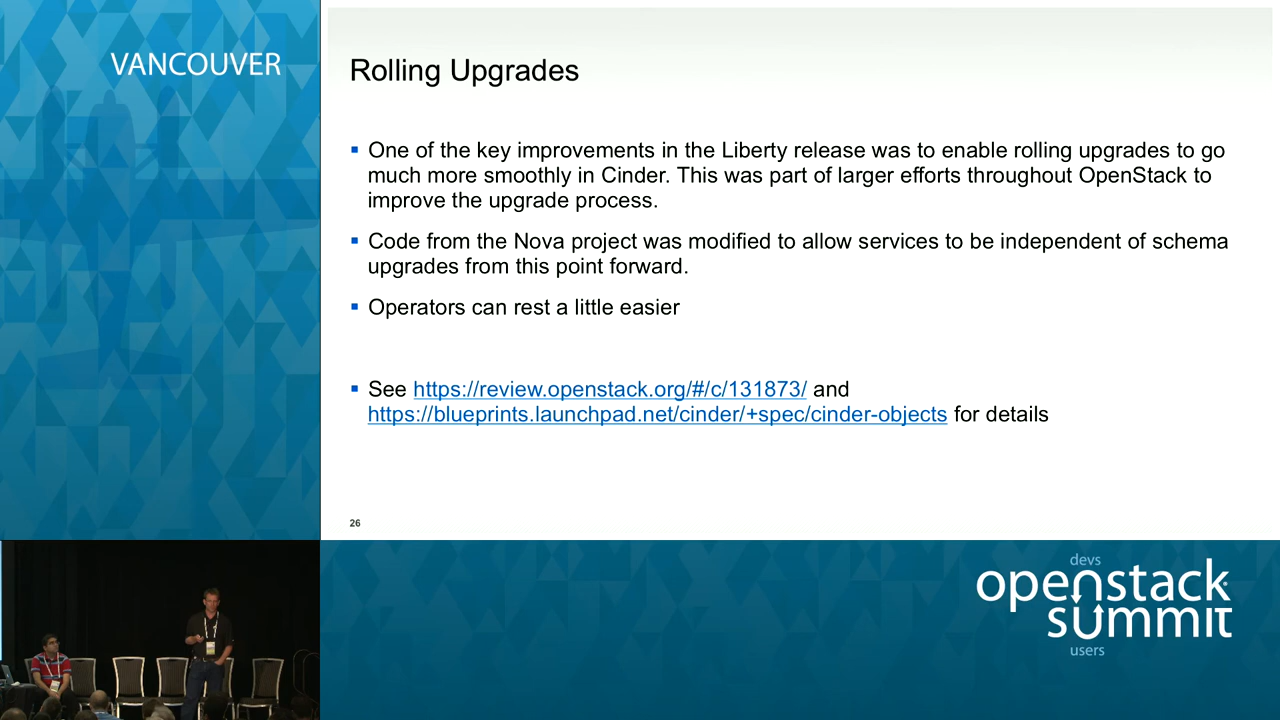 VANCOUVER
Rolling Upgrades
One of the key improvements in the Liberty release was to enable rolling upgrades to go
much more smoothly in Cinder. This was part of larger efforts throughout OpenStack to
improve the upgrade process.
Code from the Nova project was modified to allow services to be independent of schema
upgrades from this point forward.
Operators can rest a little easier
See https://review.openstack.org/#/c/131873/ and
https://blueprints.launchpad.net/cinder/+spec/cinder-objects for details
26
devs
openstack
summit
users